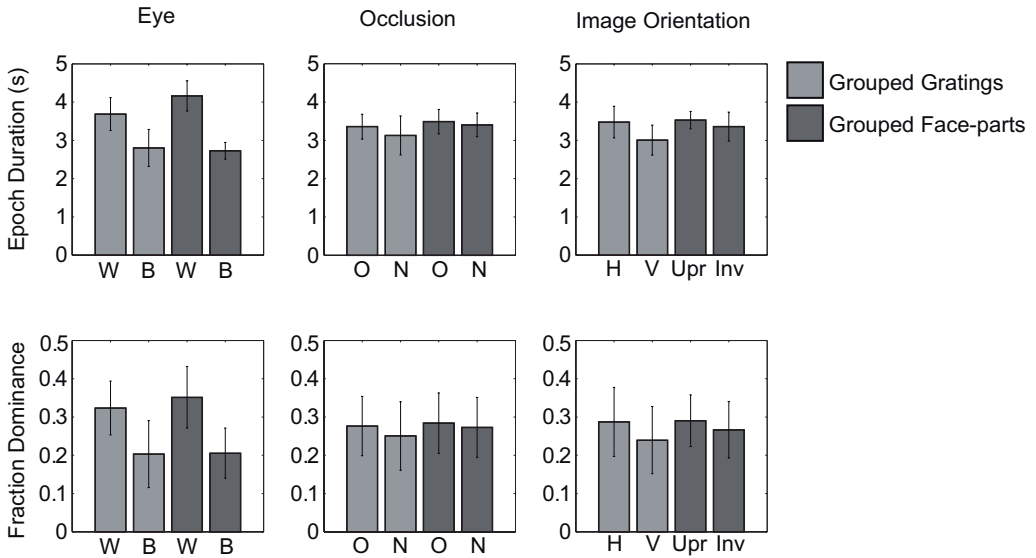 Eye
Occlusion
Image Orientation
Epoch Duration (s)
5
4
3
2
1
0
W B W B
5
4
3
2
1
0
O N O N
5
4
3
2
1
0
H V Upr Inv
Grouped Gratings
Grouped Face-parts
Fraction Dominance
0.5
0.4
0.3
0.2
0.1
0
W B W B
0.5
0.4
0.3
0.2
0.1
0
O N O N
0.5
0.4
0.3
0.2
0.1
0
H V Upr Inv